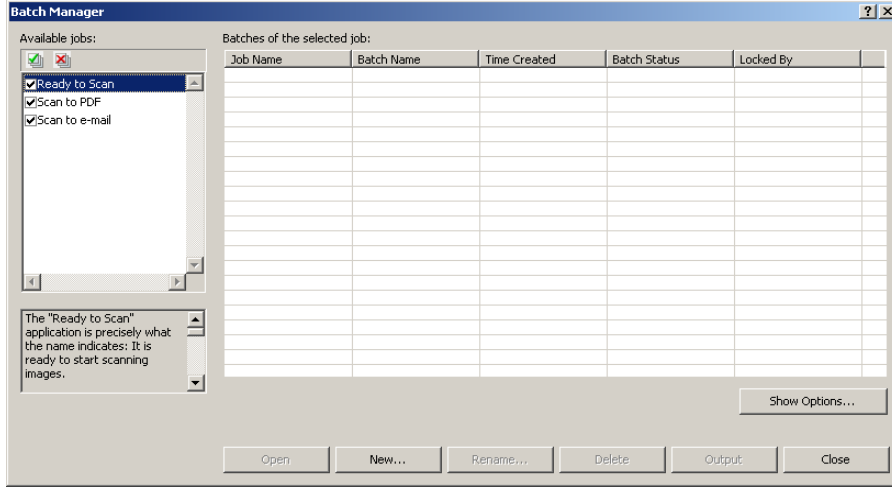 Batch Manager
Available jobs:
Batches of the selected job:
Job Name Batch Name Time Created Batch Status Locked By
Ready to Scan
Scan to PDF
Scan to e-mail
The "Ready to Scan"
application is precisely what
the name indicates: It is
ready to start scanning
images.
Show Options...
Open New... Rename... Delete Output Close